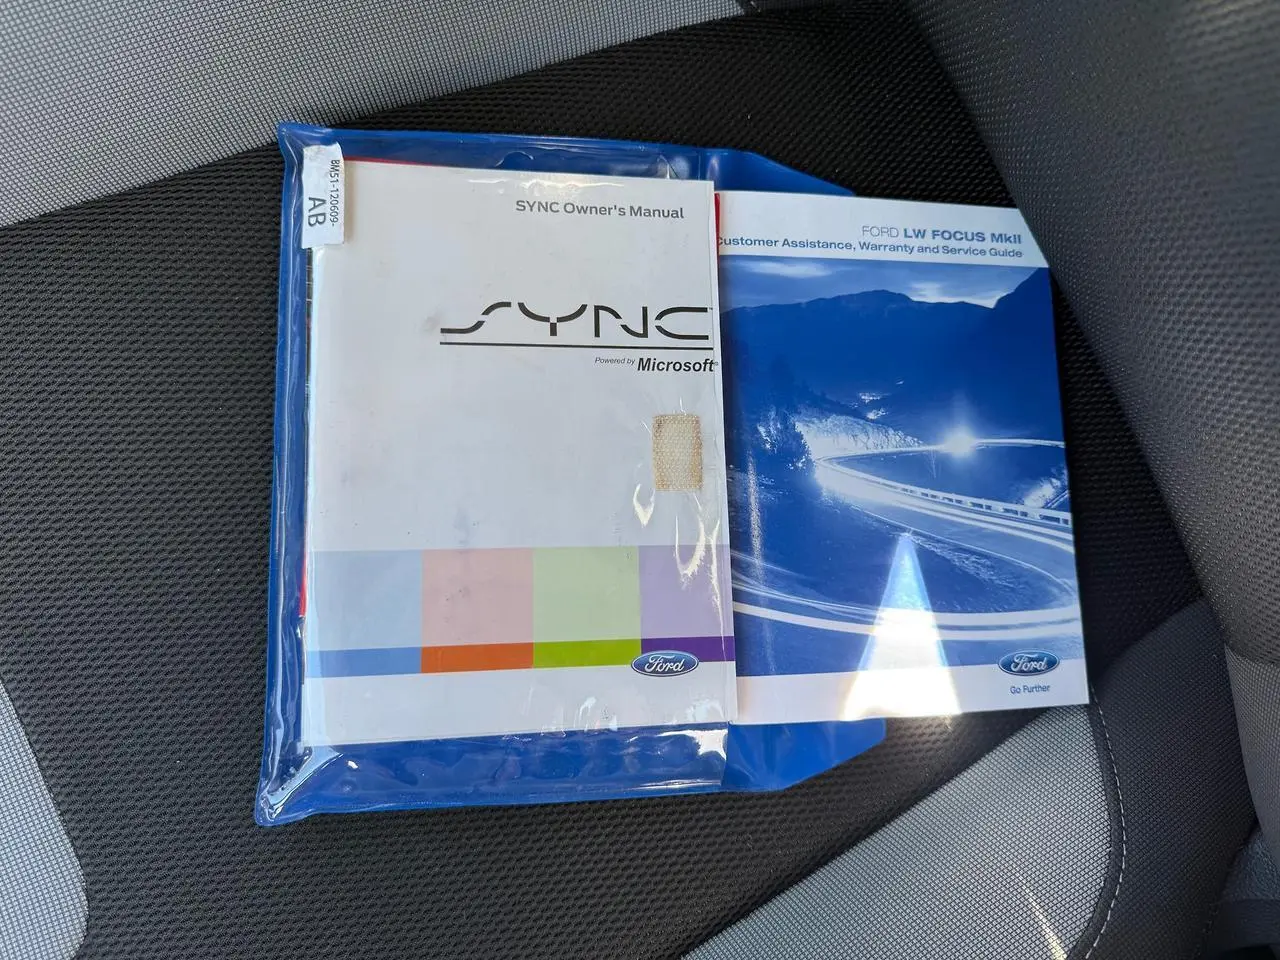 BM51-120609-
AB
SYNC Owner's Manual
SYNC
Powered by Microsoft
Ford
FORD LW FOCUS MkII
Customer Assistance, Warranty and Service Guide
Ford
Go Further